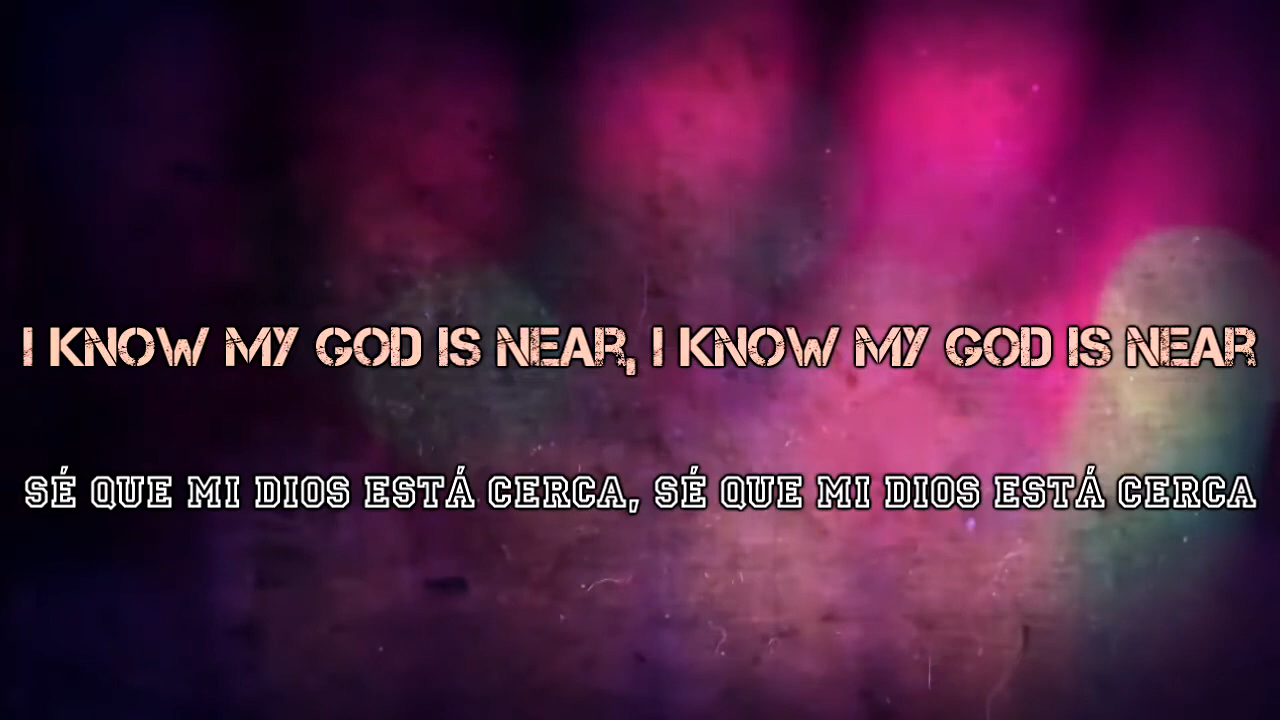 I KNOW MY GOD IS NEAR, I KNOW MY GOD IS NEAR
SÉ QUE MI DIOS ESTÁ CERCA, SÉ QUE MI DIOS ESTÁ CERCA